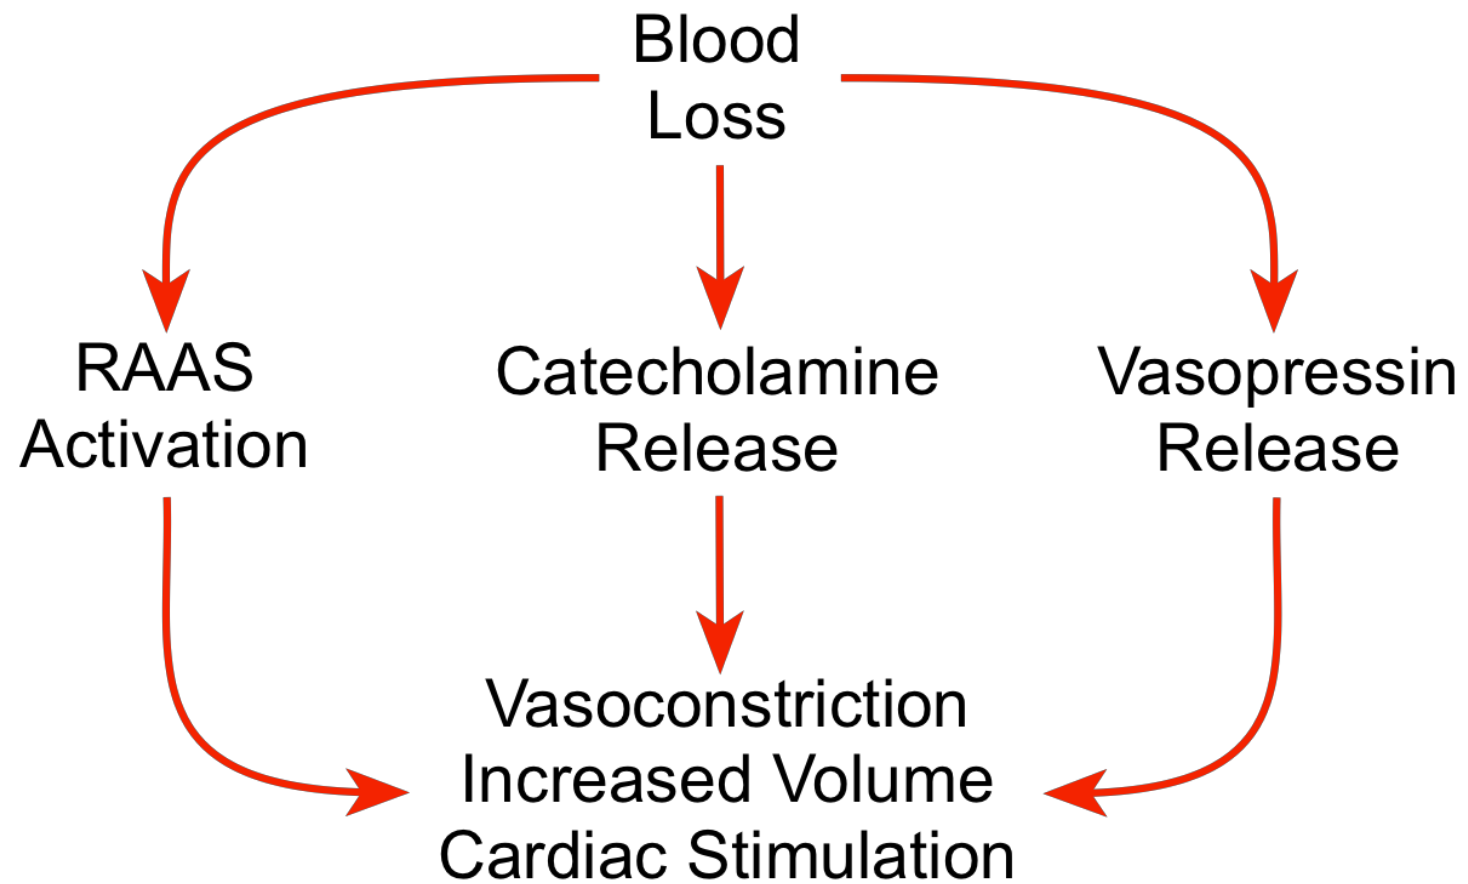 Blood
Loss
RAAS
Activation
Catecholamine
Release
Vasopressin
Release
Vasoconstriction
Increased Volume
Cardiac Stimulation